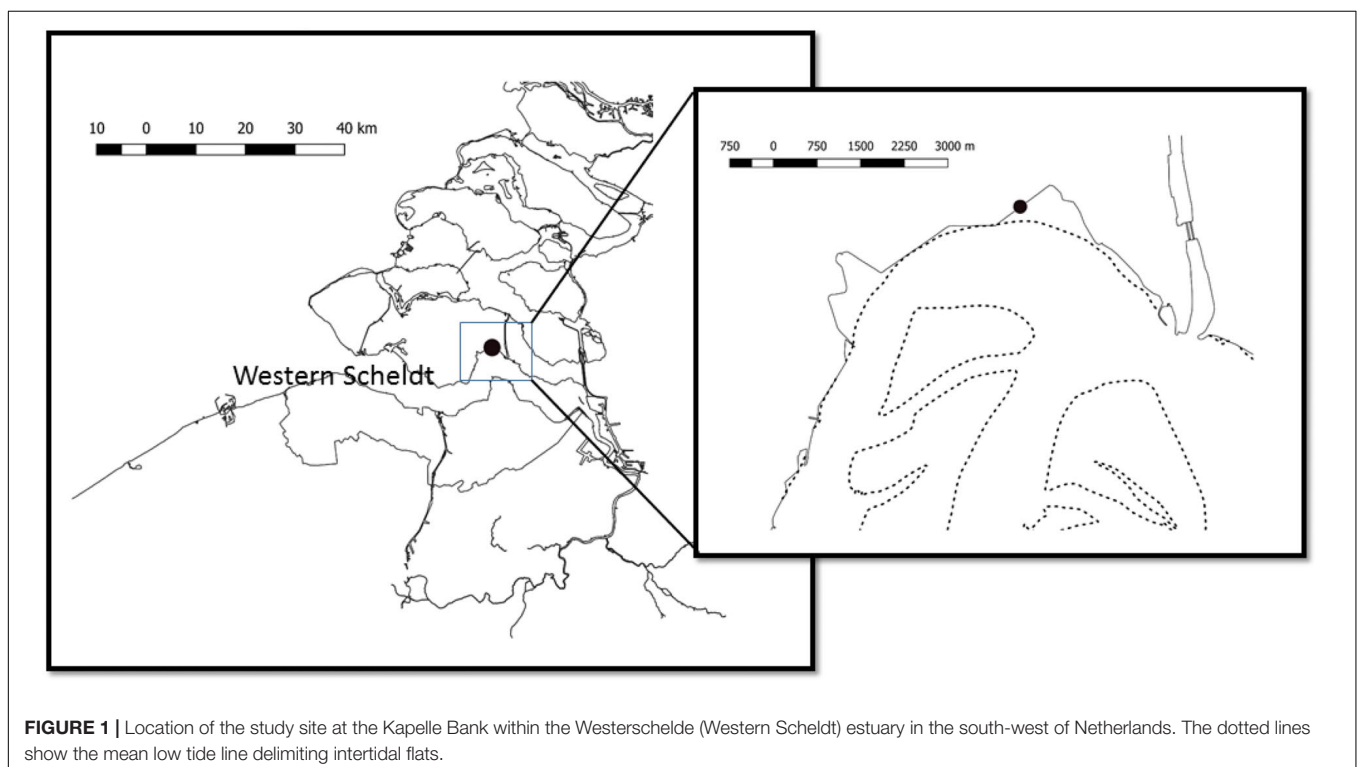 10 0 10 20 30 40 km
750 0 750 1500 2250 3000 m
Western Scheldt
FIGURE 1 | Location of the study site at the Kapelle Bank within the Westerschelde (Western Scheldt) estuary in the south-west of Netherlands. The dotted lines
show the mean low tide line delimiting intertidal flats.